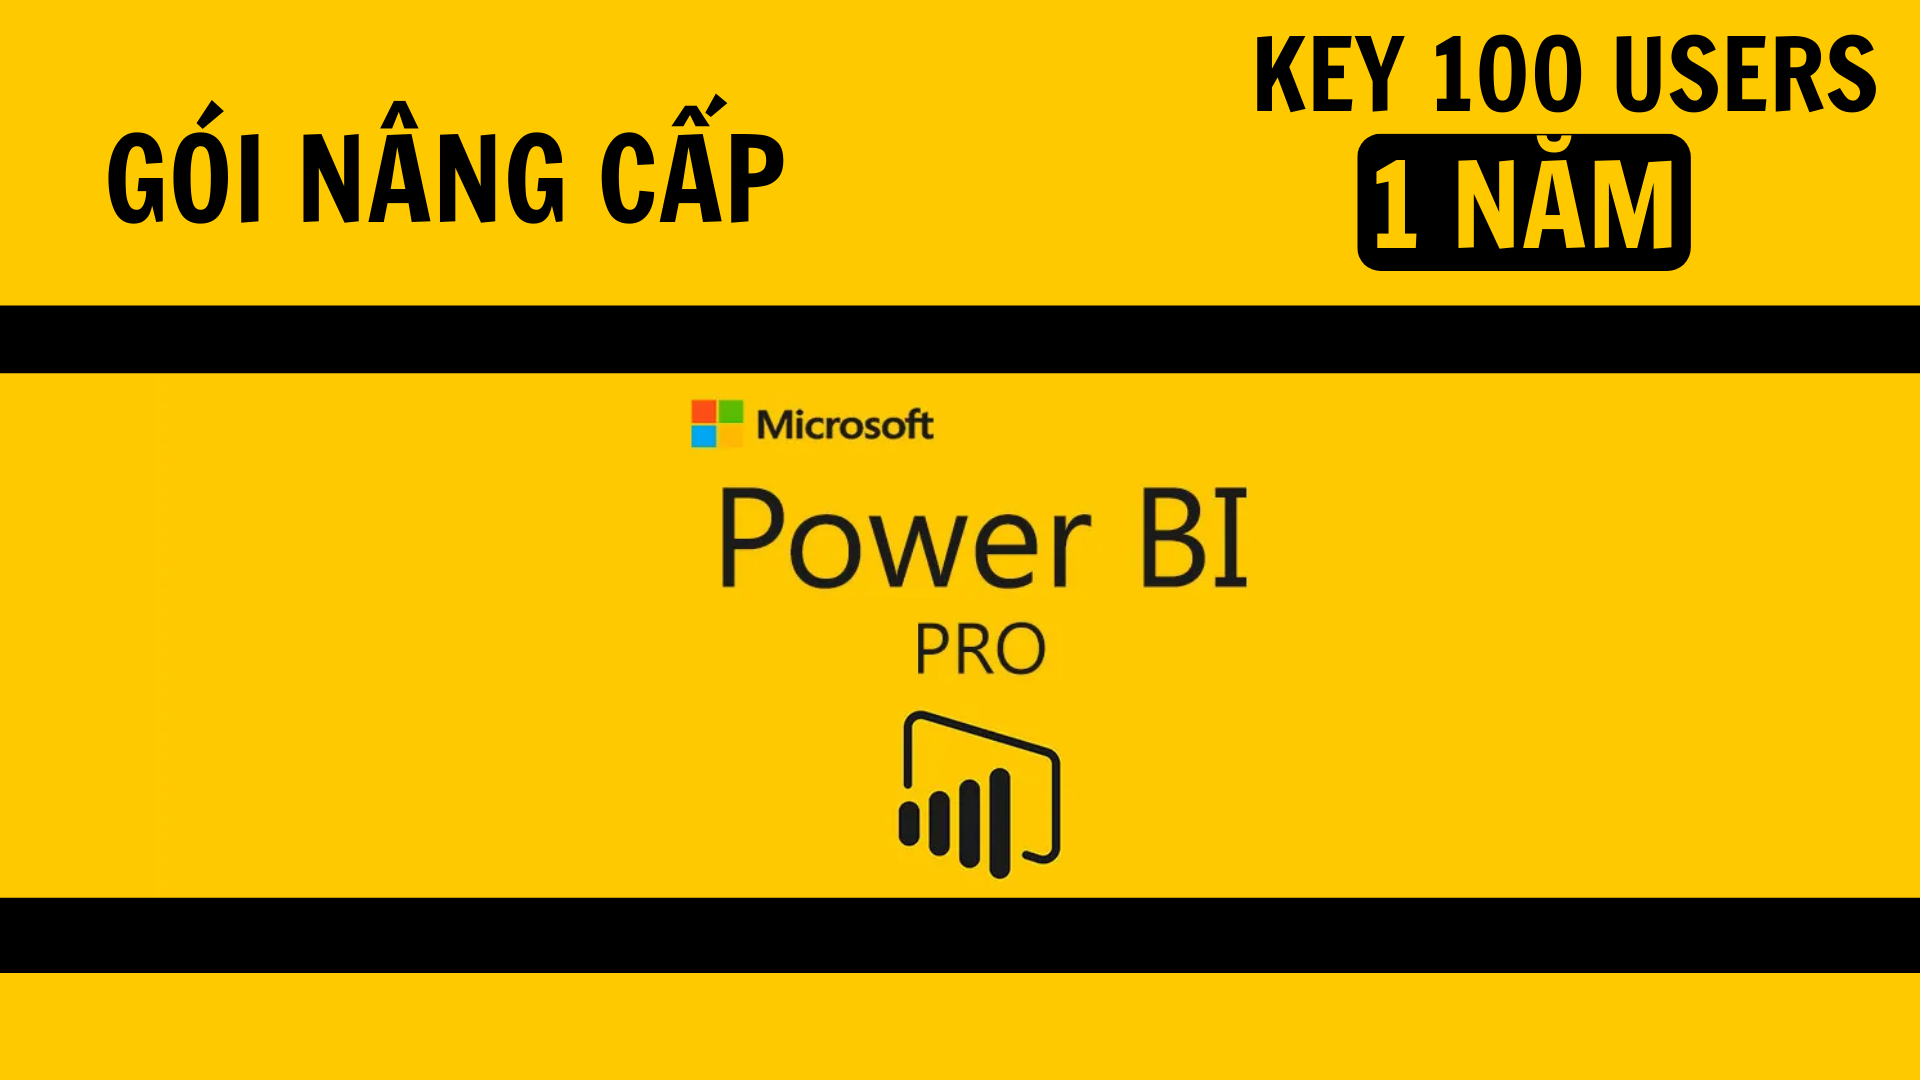 KEY 100 USERS
GÓI NÂNG CẤP
1 NĂM
Microsoft
Power BI
PRO